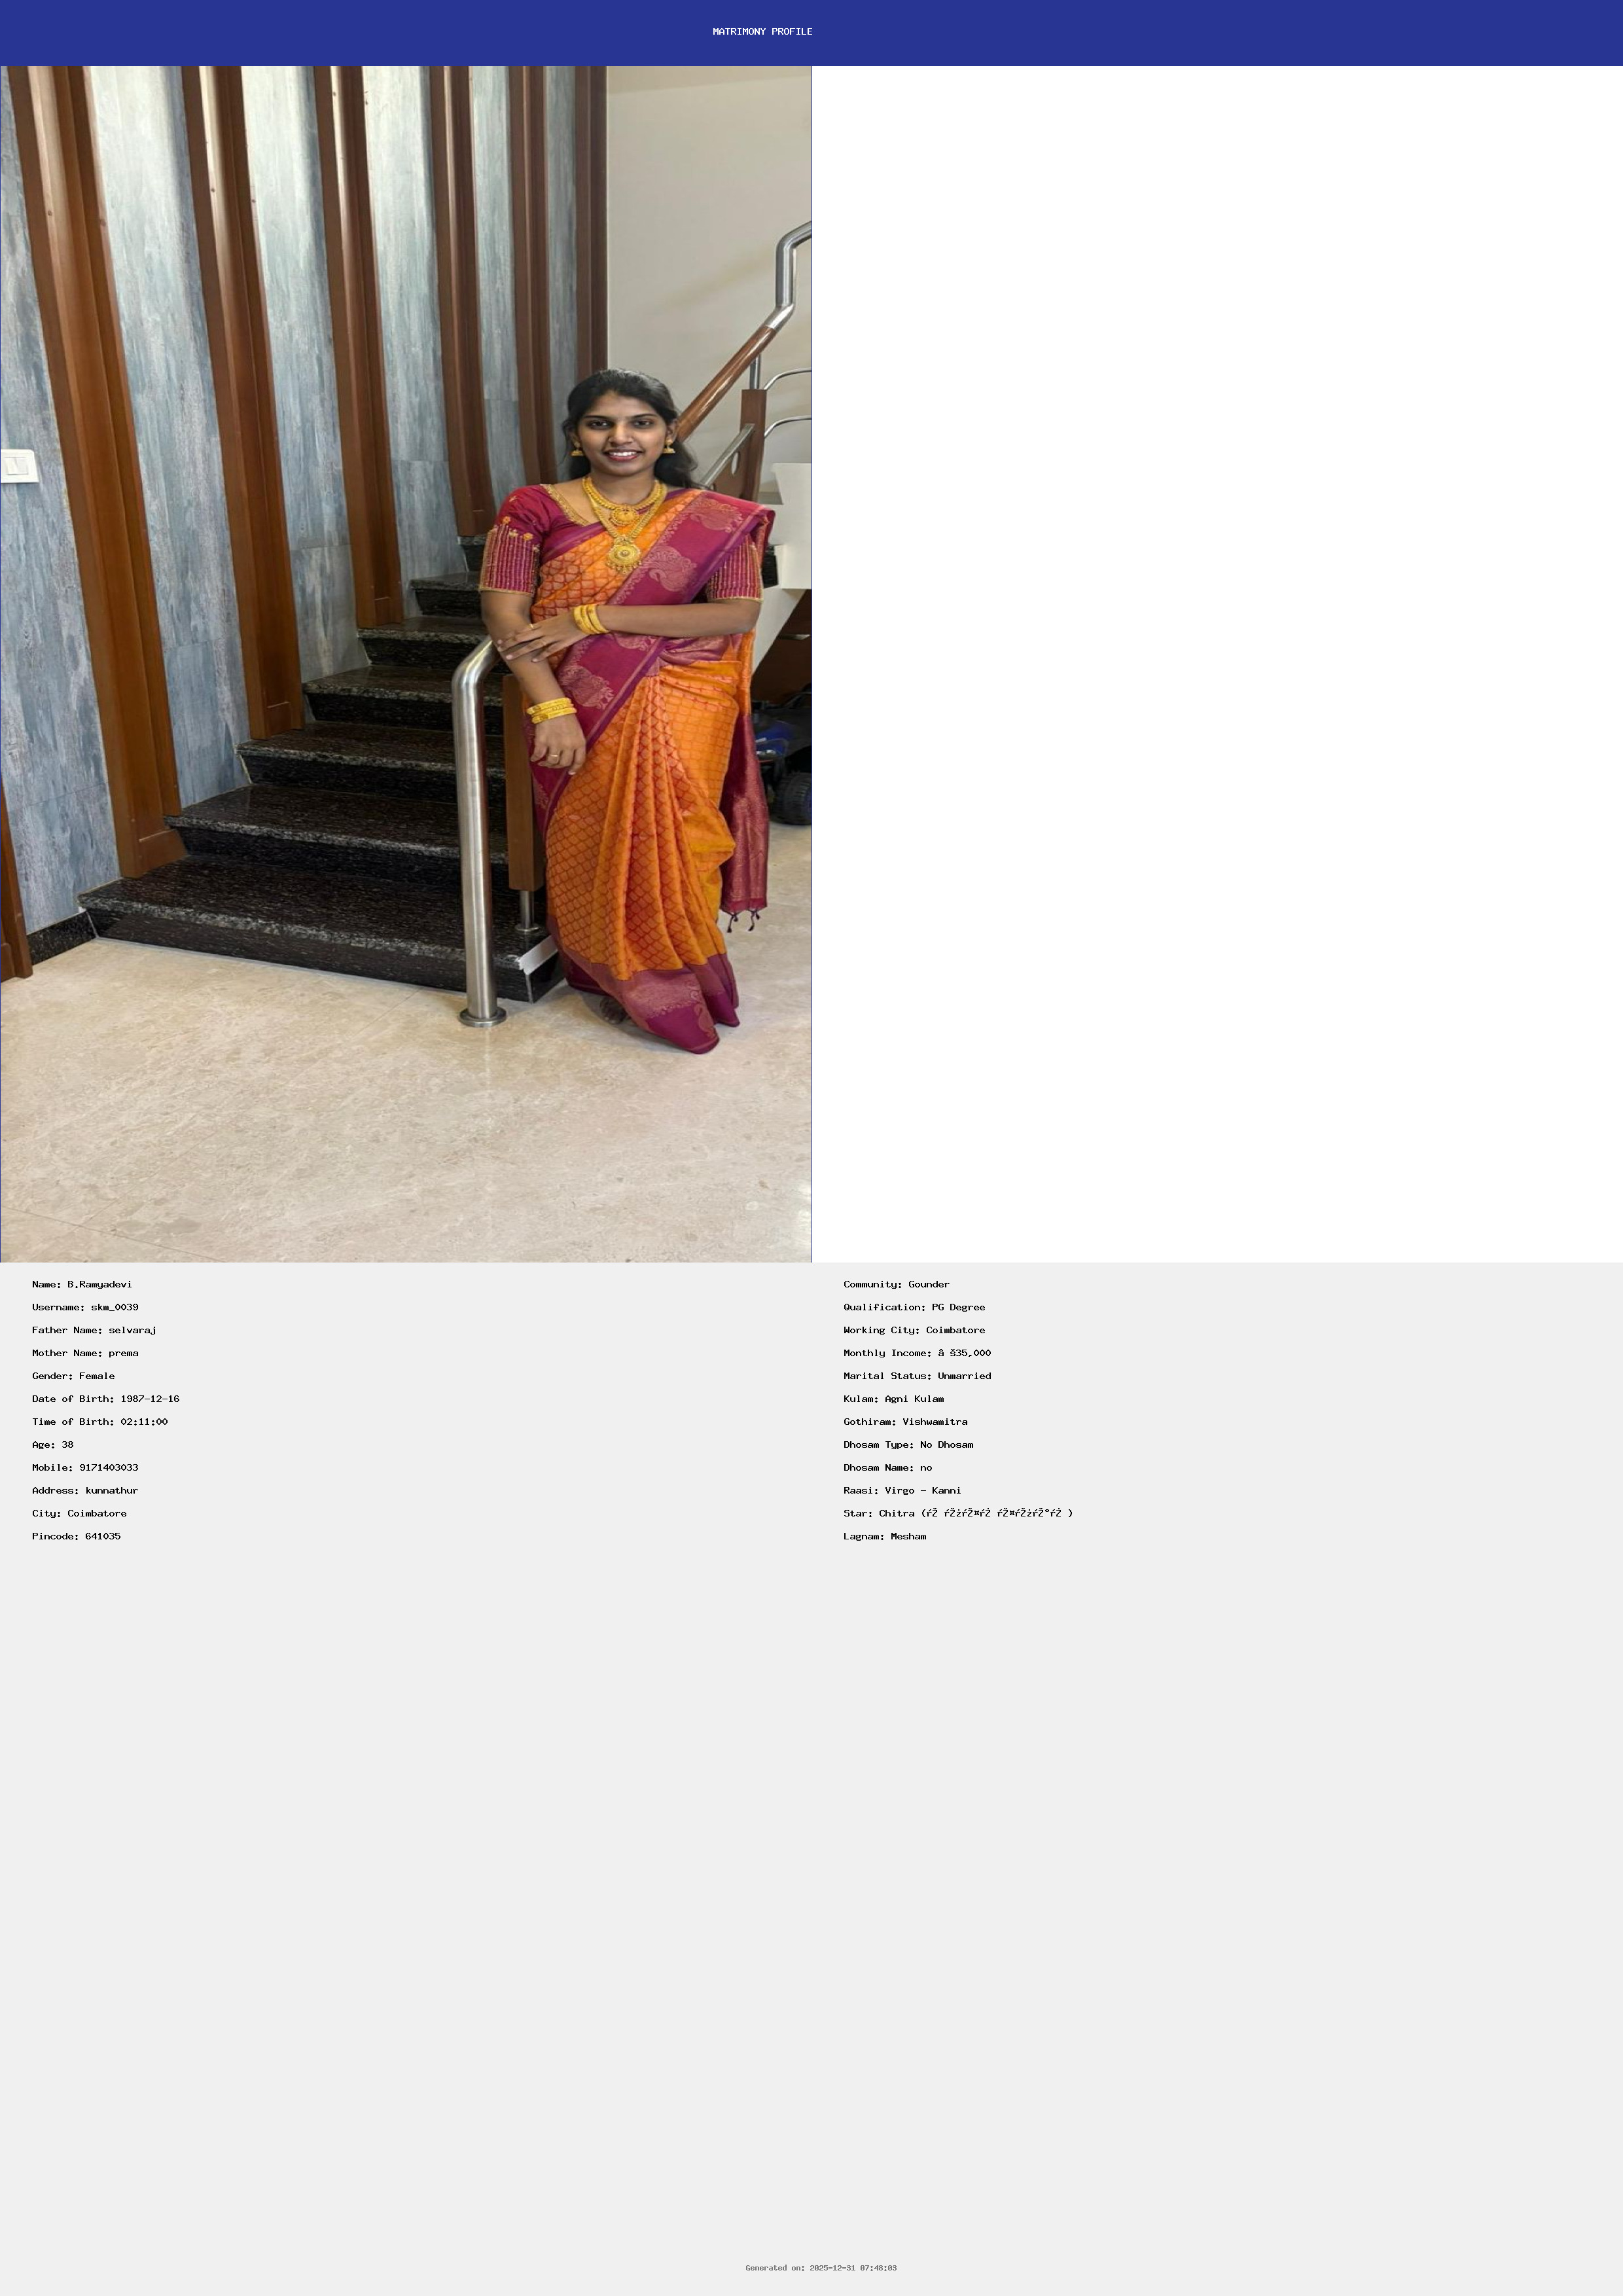 MATRIMONY PROFILE
Name: B.Ramyadevi
Username: skm_0039
Father Name: selvaraj
Mother Name: prema
Gender: Female
Date of Birth: 1987-12-16
Time of Birth: 02:11:00
Age: 38
Mobile: 9171403033
Address: kunnathur
City: Coimbatore
Pincode: 641035
Community: Gounder
Qualification: PG Degree
Working City: Coimbatore
Monthly Income: â š35,000
Marital Status: Unmarried
Kulam: Agni Kulam
Gothiram: Vishwamitra
Dhosam Type: No Dhosam
Dhosam Name: no
Raasi: Virgo - Kanni
Star: Chitra
Lagnam: Mesham
Generated on: 2025-12-31 07:48:03